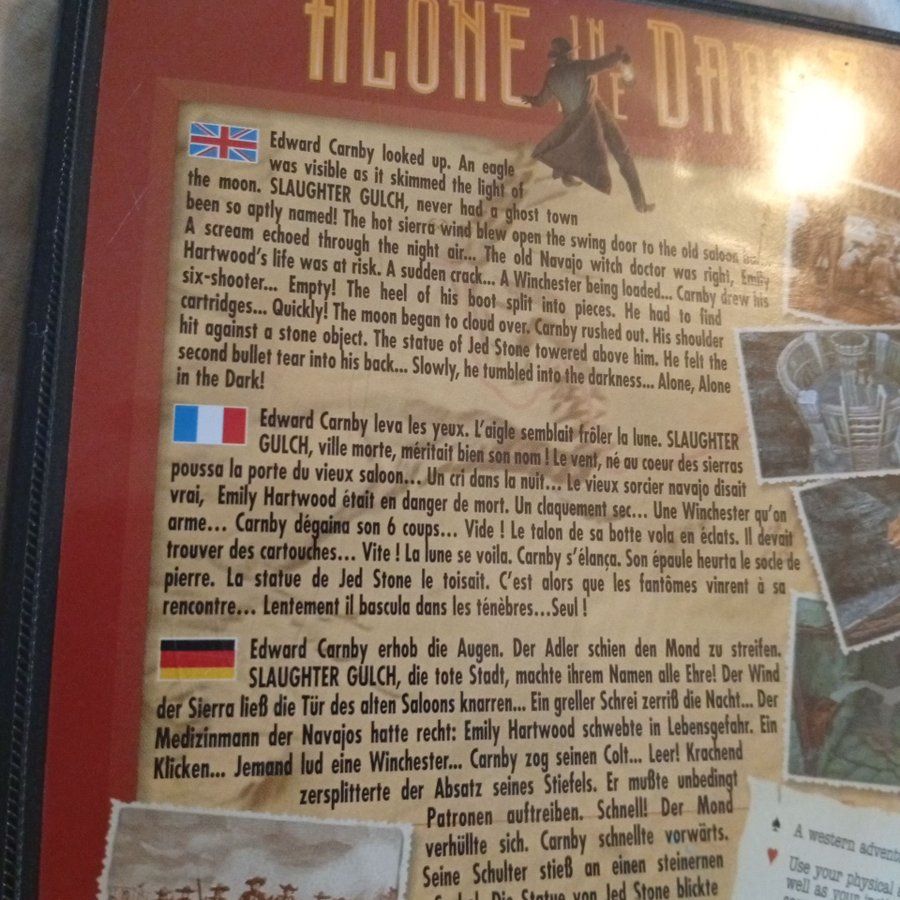 ALONE IN THE DARK
Edward Carnby looked up. An eagle
was visible as it skimmed the light of
the moon. SLAUGHTER GULCH, never had a ghost town
been so aptly named! The hot sierra wind blew open the swing door to the old saloon
A scream echoed through the night air... The old Navajo witch doctor was right, Emily
Hartwood's life was at risk. A sudden crack... A Winchester being loaded... Carnby drew his
six-shooter... Empty! The heel of his boot split into pieces. He had to find
cartridges... Quickly! The moon began to cloud over. Carnby rushed out. His shoulder
hit against a stone object. The statue of Jed Stone towered above him. He felt the
second bullet tear into his back... Slowly, he tumbled into the darkness... Alone, Alone
in the Dark!
Edward Carnby leva les yeux. L'aigle semblait frôler la lune. SLAUGHTER
GULCH, ville morte, méritait bien son nom ! Le vent, né au coeur des sierras
poussa la porte du vieux saloon... Un cri dans la nuit... Le vieux sorcier navajo disait
vrai, Emily Hartwood était en danger de mort. Un claquement sec... Une Winchester qu'on
arme... Carnby dégaina son 6 coups... Vide ! Le talon de sa botte vola en éclats. Il devait
trouver des cartouches... Vite ! La lune se voila. Carnby s'élança. Son épaule heurta le socle de
pierre. La statue de Jed Stone le toisait. C'est alors que les fantômes vinrent à sa
rencontre... Lentement il bascula dans les ténèbres...Seul !
Edward Carnby erhob die Augen. Der Adler schien den Mond zu streifen.
SLAUGHTER GULCH, die tote Stadt, machte ihrem Namen alle Ehre! Der Wind
der Sierra ließ die Tür des alten Saloons knarren... Ein greller Schrei zerriß die Nacht... Der
Medizinmann der Navajos hatte recht: Emily Hartwood schwebte in Lebensgefahr. Ein
Klicken... Jemand lud eine Winchester... Carnby zog seinen Colt... Leer! Krachend
zersplitterte der Absatz seines Stiefels. Er mußte unbedingt
Patronen auftreiben. Schnell! Der Mond
verhüllte sich. Carnby schnellte vorwärts.
Seine Schulter stieß an einen steinernen
Die Statue von Jed Stone blickte
A western
Use your physical
well as your